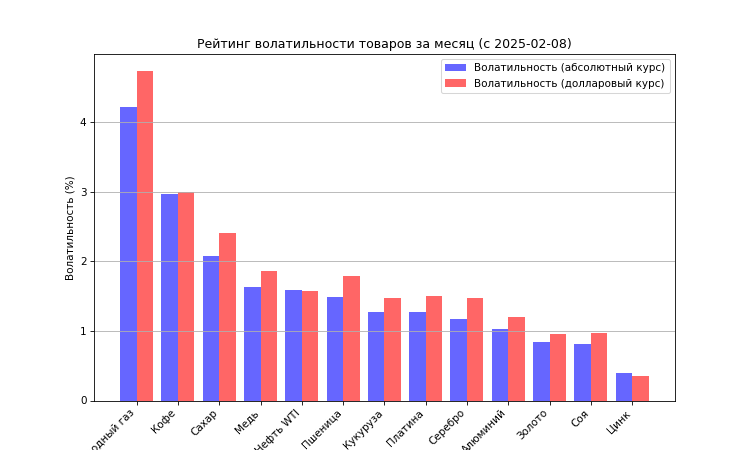 Рейтинг волатильности товаров за месяц (с 2025-02-08)
Волатильность (абсолютный курс)
Волатильность (долларовый курс)
Волатильность (%)
4
3
2
1
0
газ
Кофе
Сахар
Медь
Нефть WTI
Пшеница
Кукуруза
Платина
Серебро
Алюминий
Золото
Соя
Цинк